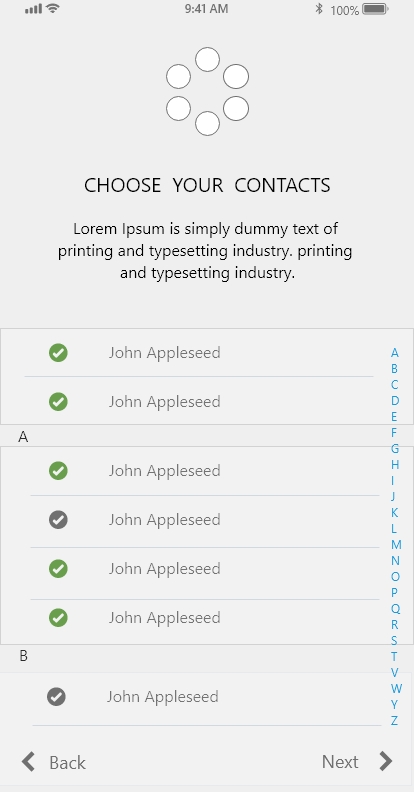 9:41 AM 100%
CHOOSE YOUR CONTACTS
Lorem Ipsum is simply dummy text of
printing and typesetting industry. printing
and typesetting industry.
John Appleseed
John Appleseed
A
John Appleseed
John Appleseed
John Appleseed
John Appleseed
B
John Appleseed
A
B
C
D
E
F
G
H
I
J
K
L
M
N
O
P
Q
R
S
T
V
W
Y
Z
Back Next